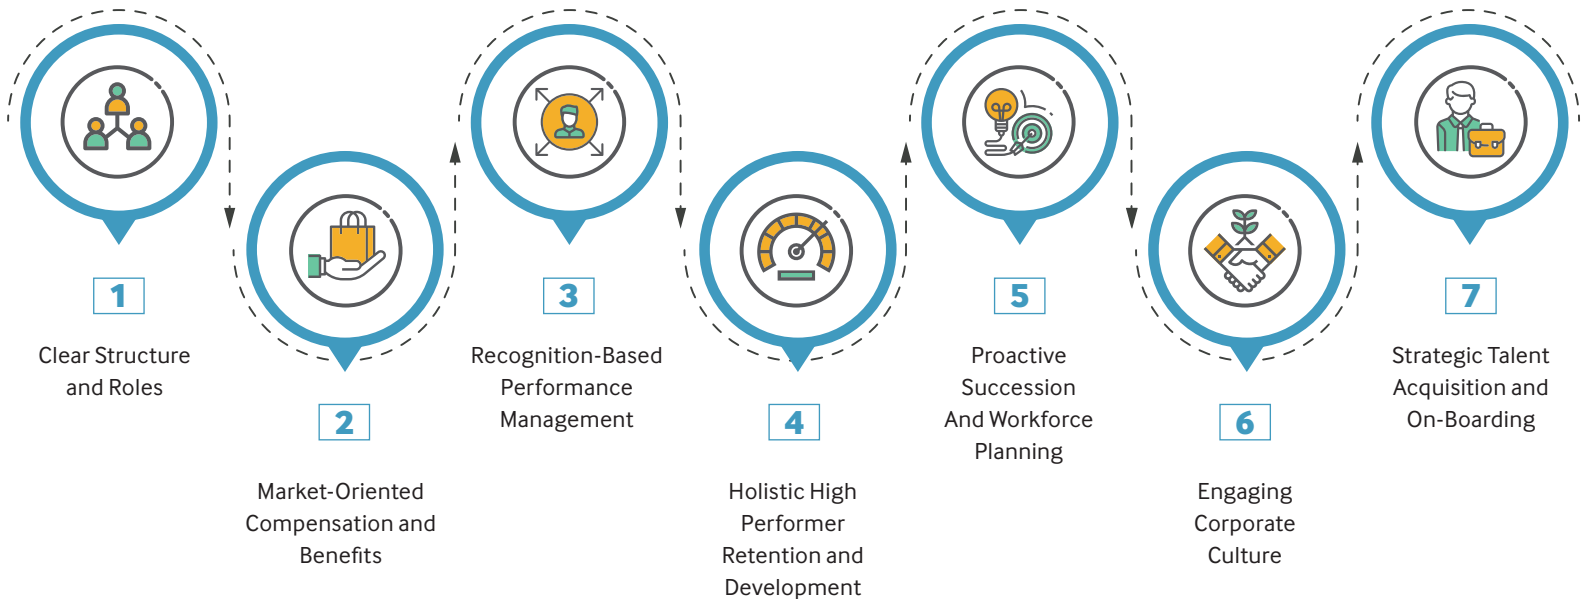 1
Clear Structure
and Roles
2
Market-Oriented
Compensation and
Benefits
3
Recognition-Based
Performance
Management
4
Holistic High
Performer
Retention and
Development
5
Proactive
Succession
And Workforce
Planning
6
Engaging
Corporate
Culture
7
Strategic Talent
Acquisition and
On-Boarding